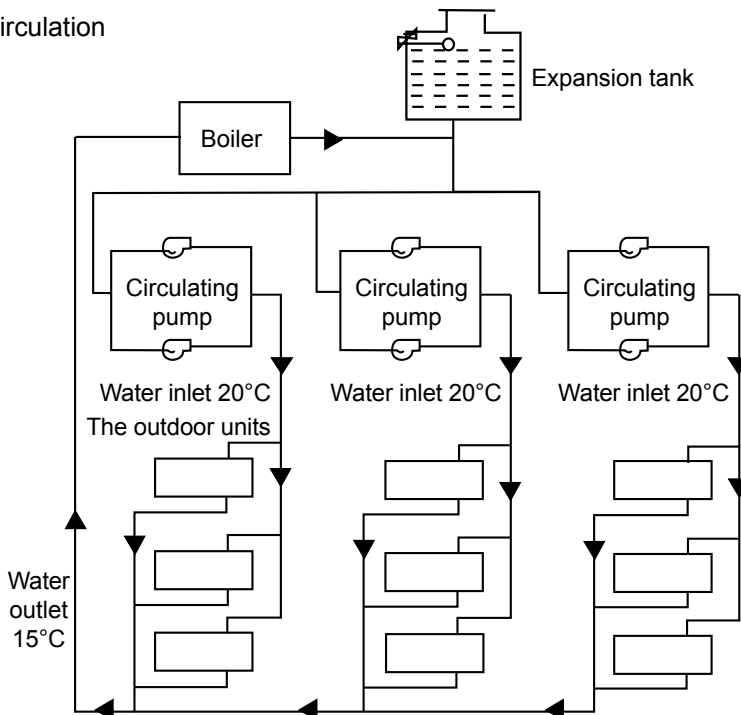 irculation
Expansion tank
Boiler
Circulating
pump
Circulating
pump
Circulating
pump
Water inlet 20°C
Water inlet 20°C
Water inlet 20°C
The outdoor units
Water
outlet
15°C